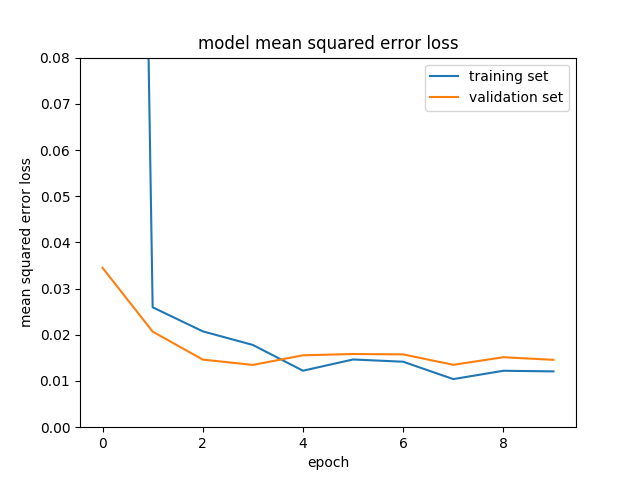 model mean squared error loss
training set
validation set
0.08
0.07
0.06
0.05
0.04
0.03
0.02
0.01
0.00
mean squared error loss
0 2 4 6 8
epoch